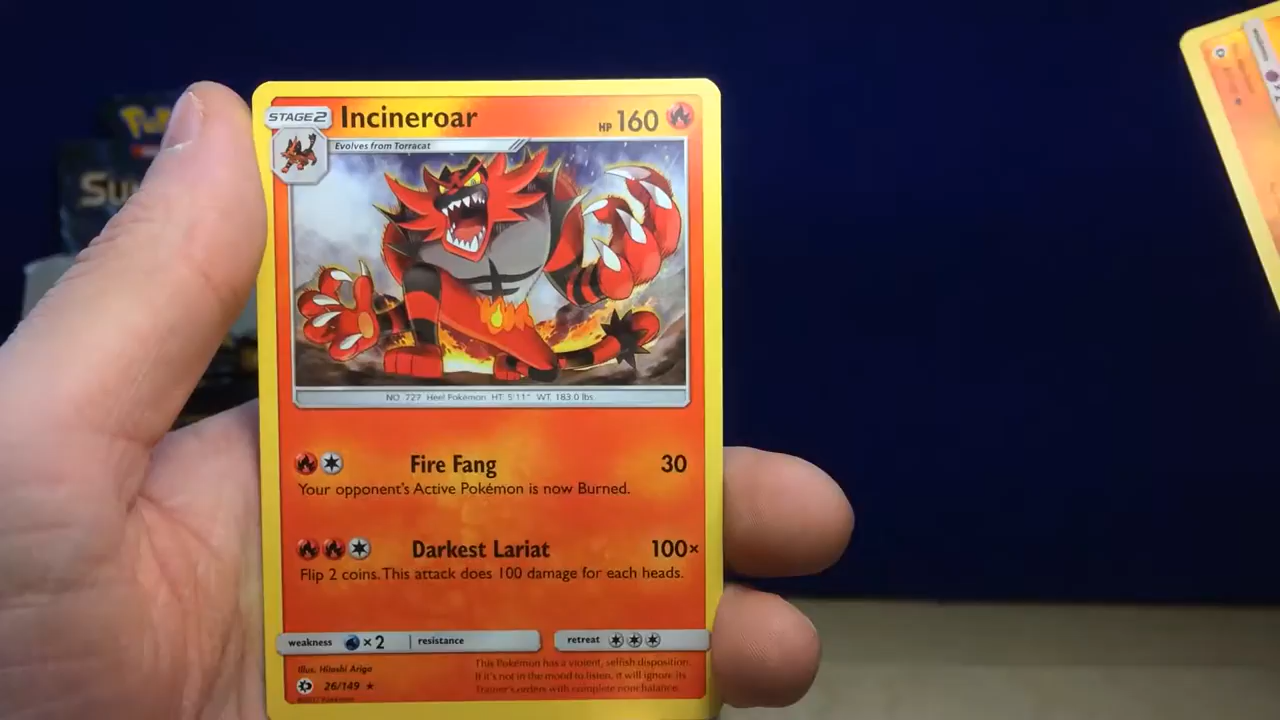 STAGE2 Incineroar HP 160
Evolves from Torracat
NO. 727 Heel Pokémon HT: 5'11" WT: 183.0 lbs.
Fire Fang 30
Your opponent's Active Pokémon is now Burned.
Darkest Lariat 100×
Flip 2 coins. This attack does 100 damage for each heads.
weakness ×2 resistance retreat
Illus. Hitoshi Ariga
This Pokémon has a violent, selfish disposition.
If it's not in the mood to listen, it will ignore its
Trainer's orders with complete nonchalance.
26/149 ★